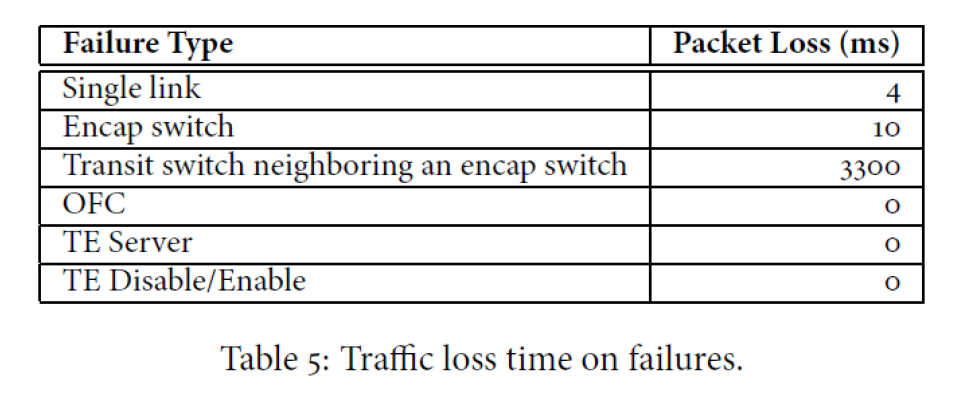 Failure Type Packet Loss (ms)
Single link 4
Encap switch 10
Transit switch neighboring an encap switch 3300
OFC 0
TE Server 0
TE Disable/Enable 0
Table 5: Traffic loss time on failures.